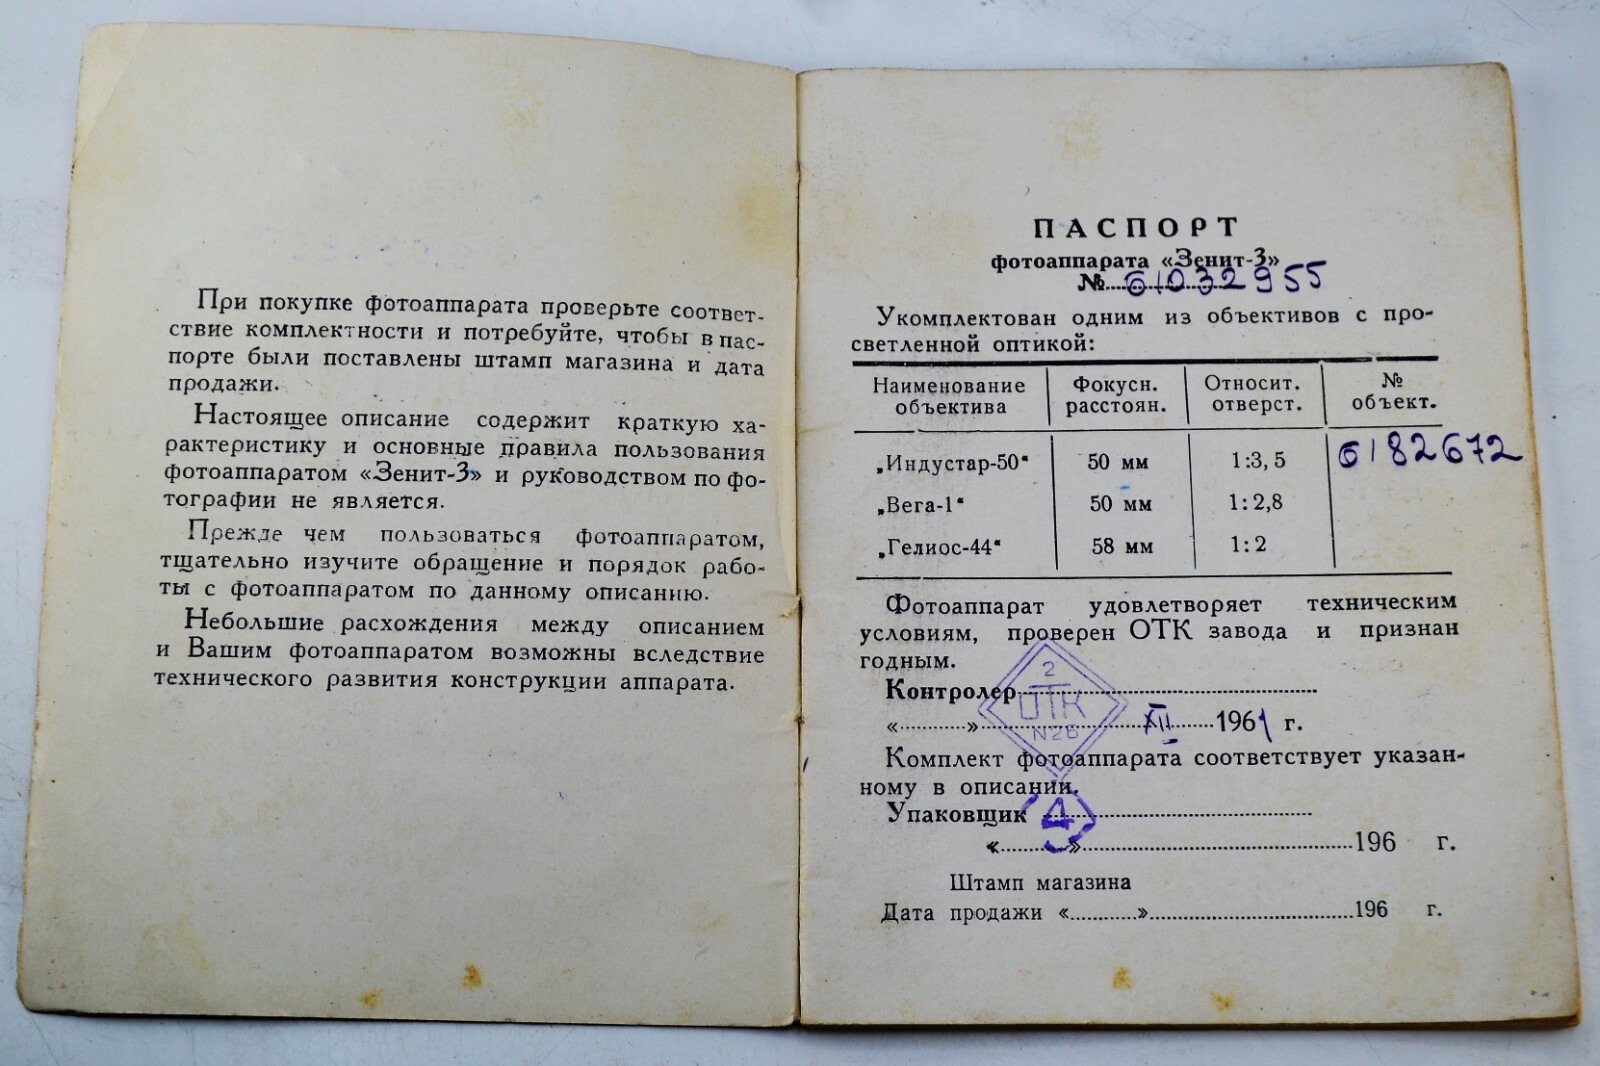 При покупке фотоаппарата проверьте соответ-
ствие комплектности и потребуйте, чтобы в пас-
порте были поставлены штамп магазина и дата
продажи.
Настоящее описание содержит краткую ха-
рактеристику и основные правила пользования
фотоаппаратом «Зенит-3» и руководством по фо-
тографии не является.
Прежде чем пользоваться фотоаппаратом,
тщательно изучите обращение и порядок рабо-
ты с фотоаппаратом по данному описанию.
Небольшие расхождения между описанием
и Вашим фотоаппаратом возможны вследствие
технического развития конструкции аппарата.
ПАСПОРТ
фотоаппарата «Зенит-3»
№ 61032955
Укомплектован одним из объективов с про-
светленной оптикой:
Наименование объектива Фокусн. расстоян. Относит. отверст. № объект.
„Индустар-50“ 50 мм 1:3,5 6182672
„Вега-1“ 50 мм 1:2,8
„Гелиос-44“ 58 мм 1:2
Фотоаппарат удовлетворяет техническим
условиям, проверен ОТК завода и признан
годным.
Контролер
2
ОТК
N26
«............» XII 1961 г.
Комплект фотоаппарата соответствует указан-
ному в описании.
Упаковщик 4
«............» 196 г.
Штамп магазина
Дата продажи «............» 196 г.